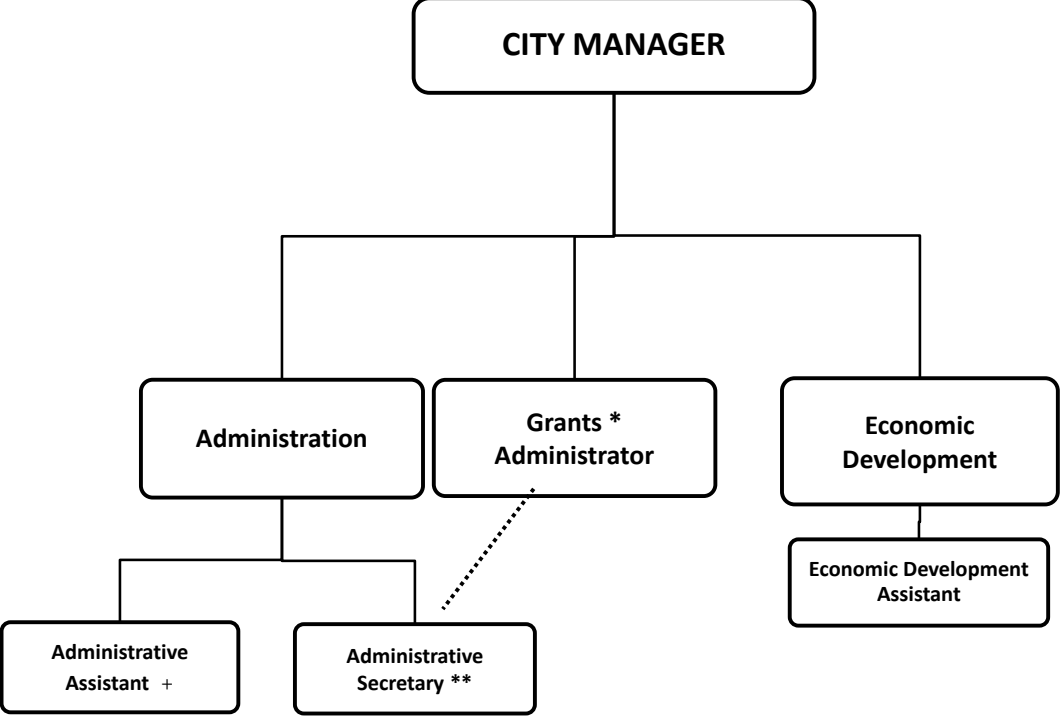 CITY MANAGER
Administration
Grants *
Administrator
Economic
Development
Economic Development
Assistant
Administrative
Assistant +
Administrative
Secretary **